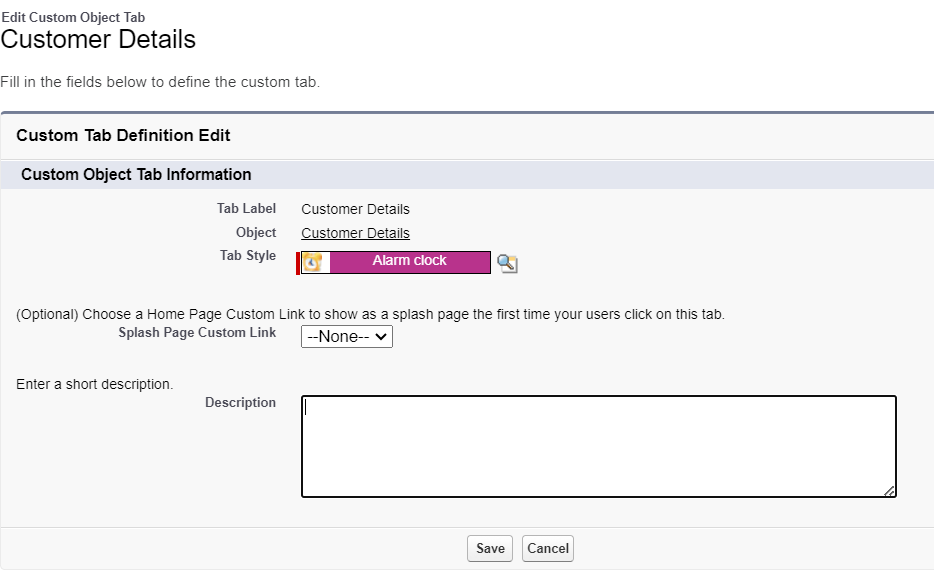 Edit Custom Object Tab
Customer Details
Fill in the fields below to define the custom tab.
Custom Tab Definition Edit
Custom Object Tab Information
Tab Label Customer Details
Object Customer Details
Tab Style Alarm clock
(Optional) Choose a Home Page Custom Link to show as a splash page the first time your users click on this tab.
Splash Page Custom Link --None--
Enter a short description.
Description
Save Cancel